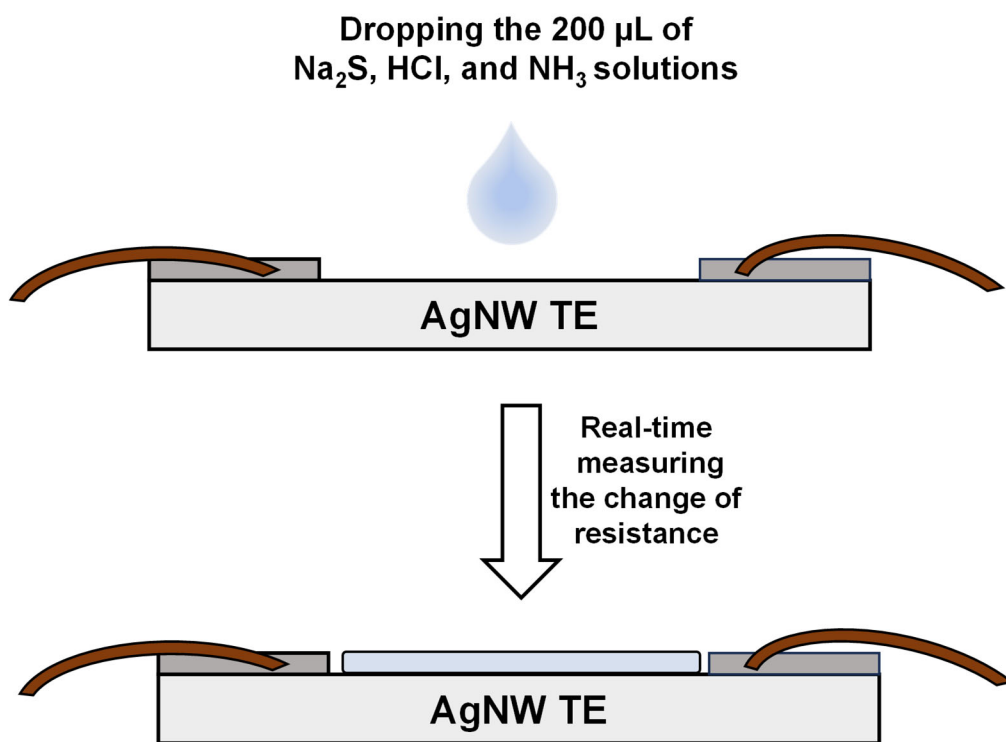 Dropping the 200 µL of
Na₂S, HCl, and NH₃ solutions
AgNW TE
Real-time
measuring
the change of
resistance
AgNW TE